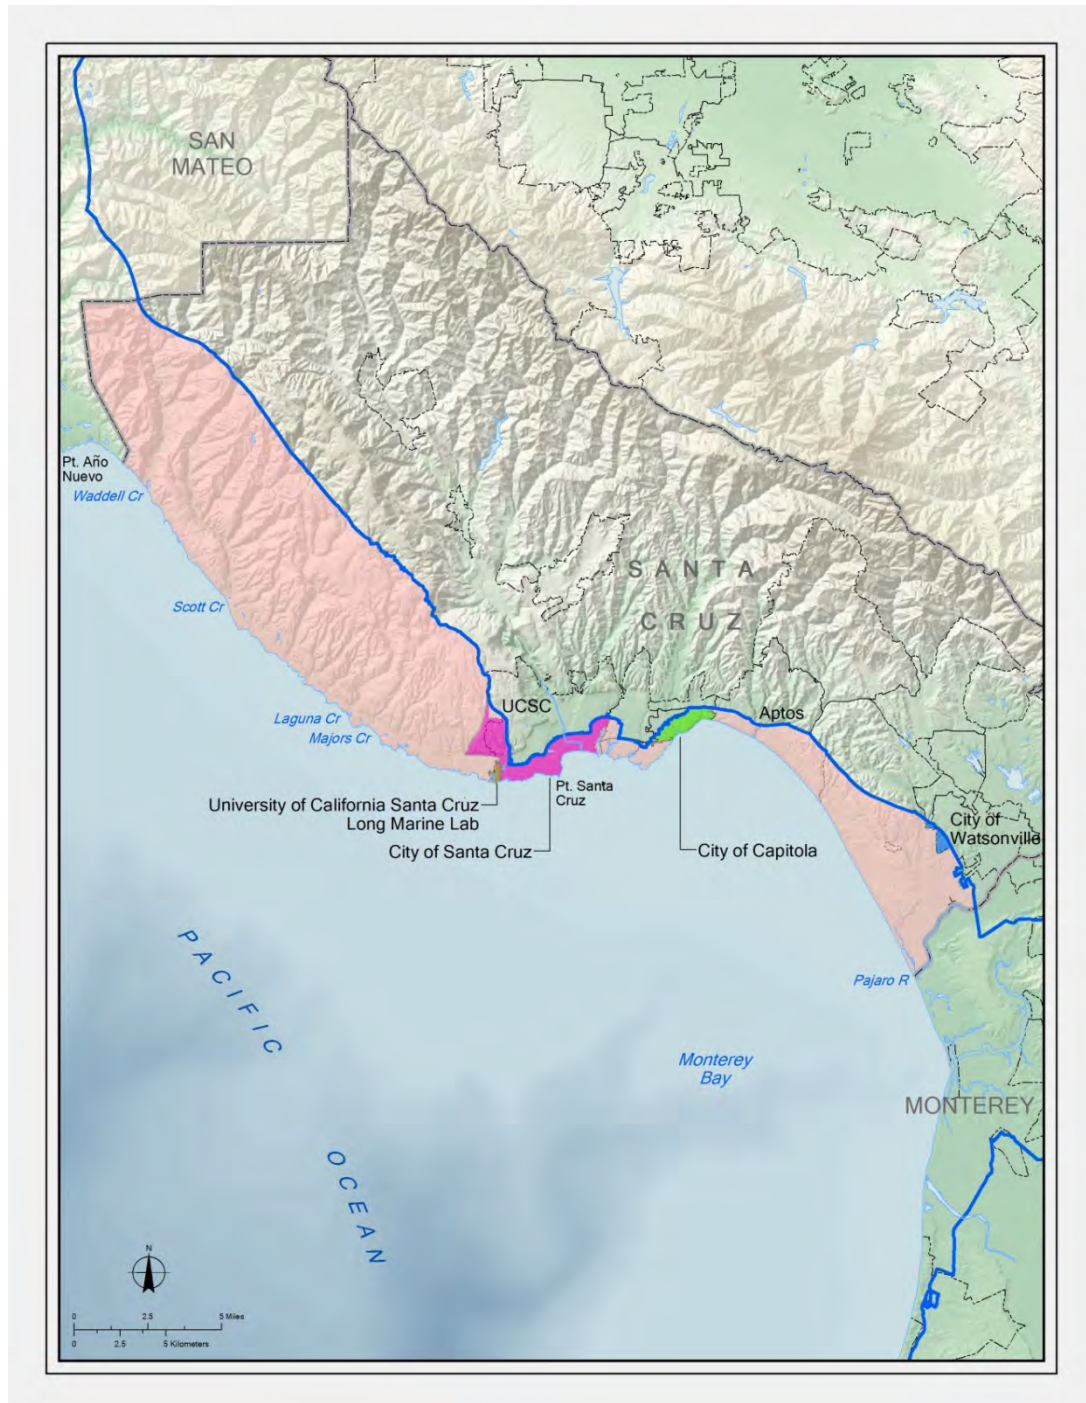 SAN
MATEO
Pt. Año
Nuevo
Waddell Cr
Scott Cr
SANTA
CRUZ
Laguna Cr
Majors Cr
UCSC
Aptos
University of California Santa Cruz
Long Marine Lab
Pt. Santa
Cruz
City of Santa Cruz
City of Capitola
City of
Watsonville
Pajaro R
PACIFIC
OCEAN
Monterey
Bay
MONTEREY
N
0 2.5 5 Miles
0 2.5 5 Kilometers